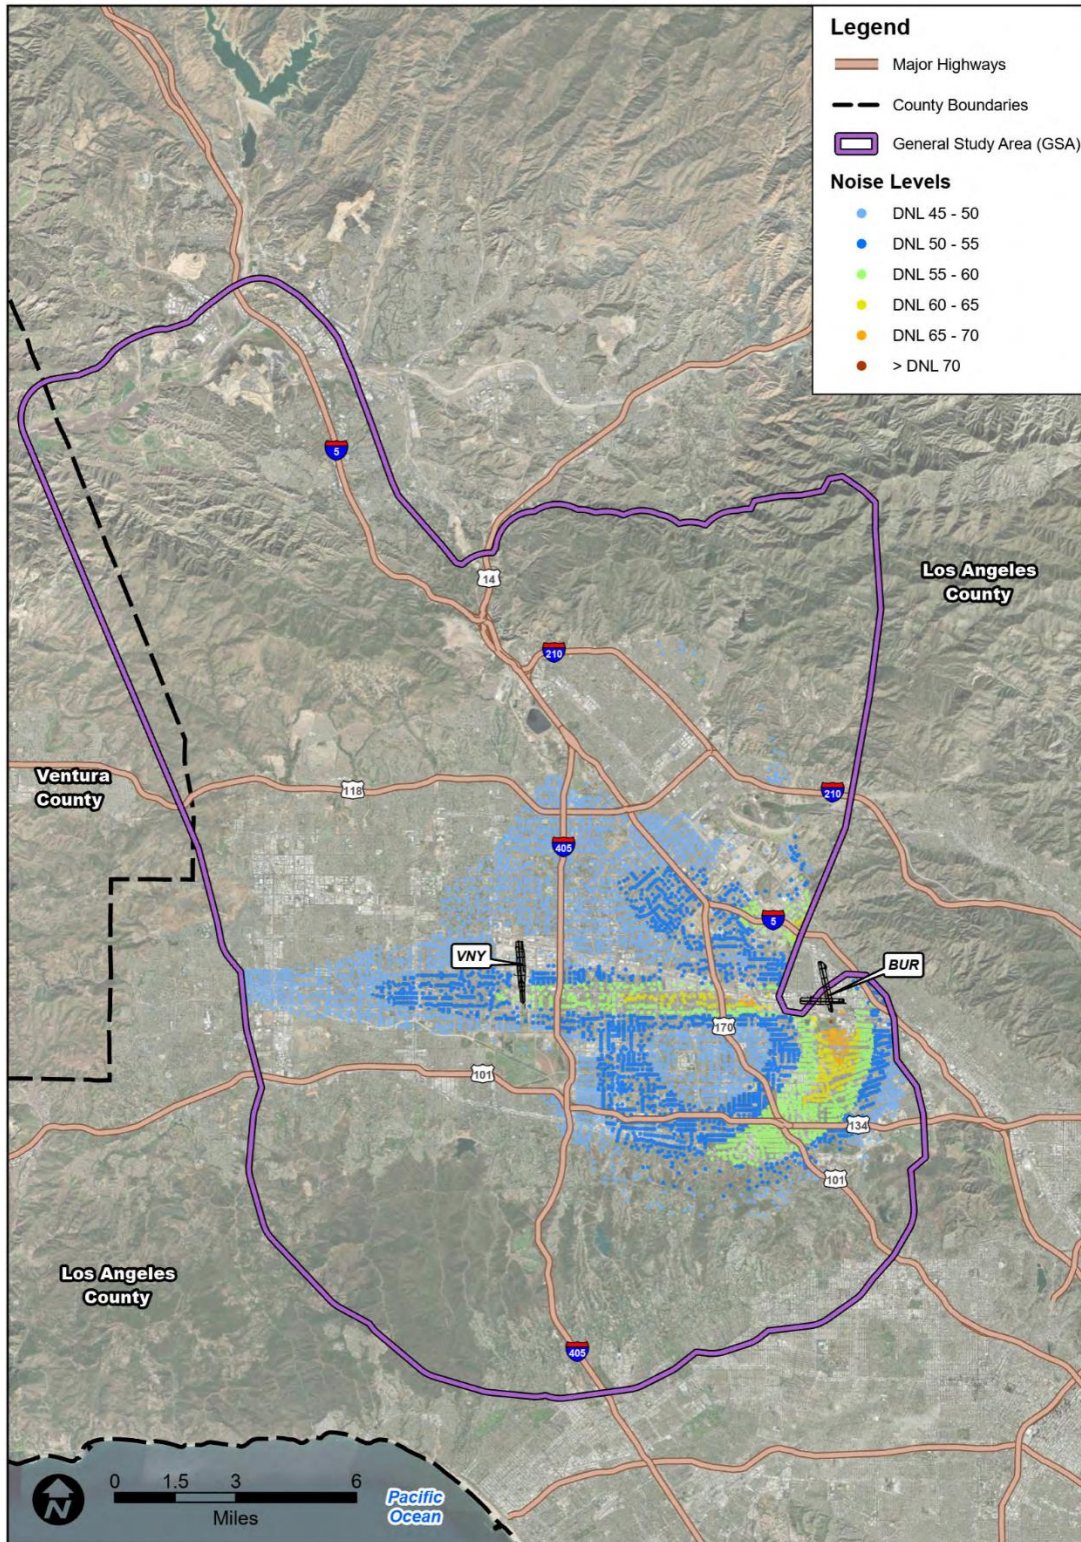 Legend
Major Highways
County Boundaries
General Study Area (GSA)
Noise Levels
DNL 45 - 50
DNL 50 - 55
DNL 55 - 60
DNL 60 - 65
DNL 65 - 70
> DNL 70
5
14
Los Angeles
County
210
Ventura
County
118
210
405
5
VNY
BUR
170
101
134
101
Los Angeles
County
405
N
0 1.5 3 6
Miles
Pacific
Ocean